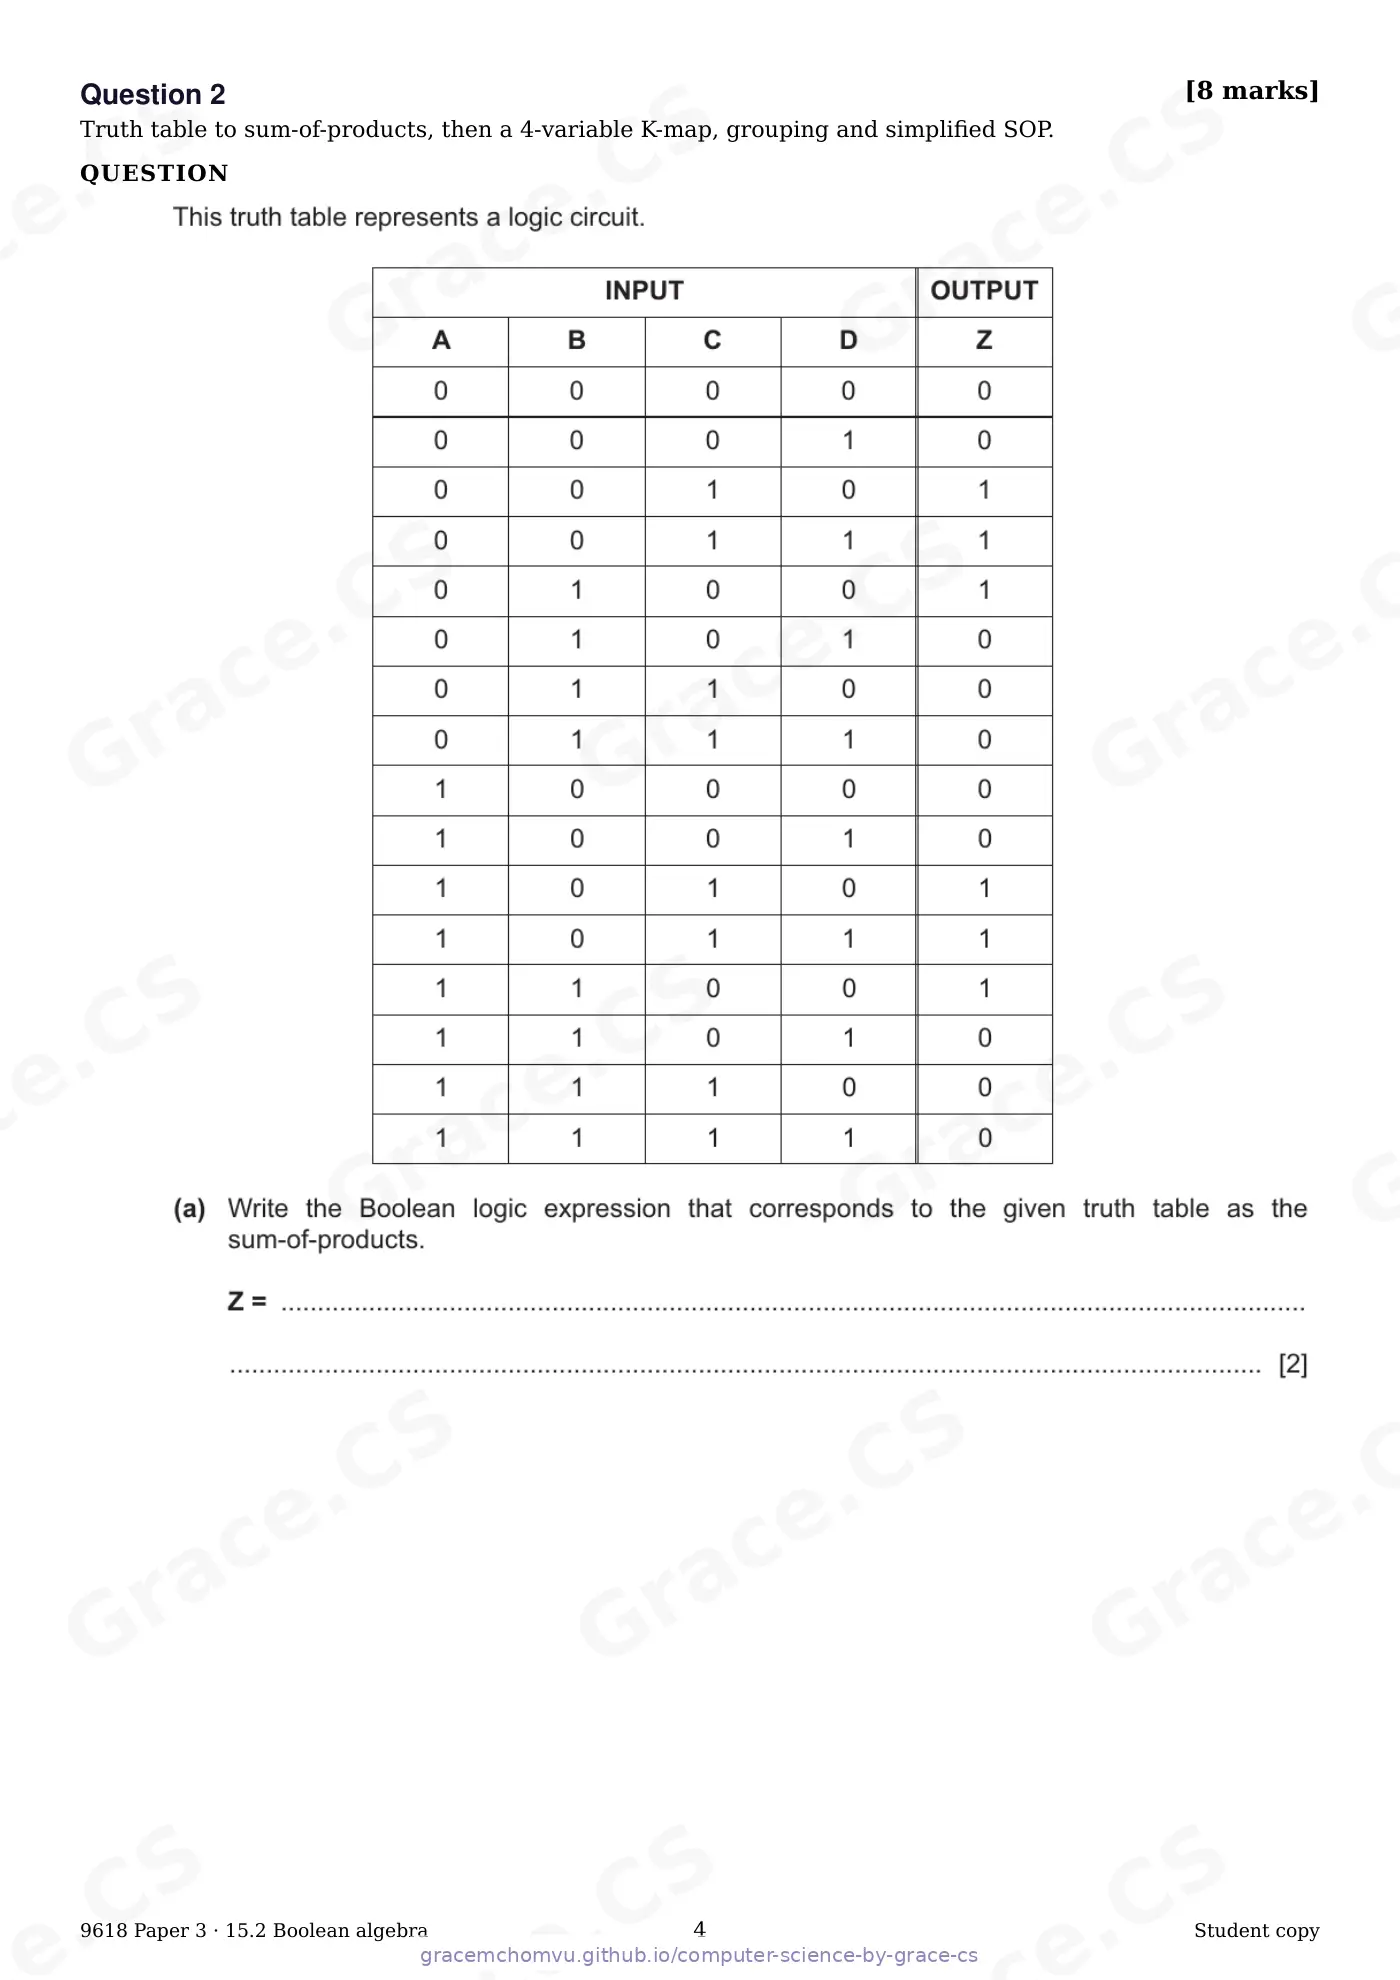 Question 2
[8 marks]
Truth table to sum-of-products, then a 4-variable K-map, grouping and simplified SOP.
QUESTION
This truth table represents a logic circuit.
INPUT OUTPUT
A B C D Z
0 0 0 0 0
0 0 0 1 0
0 0 1 0 1
0 0 1 1 1
0 1 0 0 1
0 1 0 1 0
0 1 1 0 0
0 1 1 1 0
1 0 0 0 0
1 0 0 1 0
1 0 1 0 1
1 0 1 1 1
1 1 0 0 1
1 1 0 1 0
1 1 1 0 0
1 1 1 1 0
(a) Write the Boolean logic expression that corresponds to the given truth table as the
sum-of-products.
Z = ....................................................................................................
.................................................................................................... [2]
9618 Paper 3 · 15.2 Boolean algebra 4 Student copy
gracemchomvu.github.io/computer-science-by-grace-cs
Grace.CS